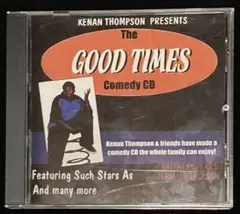 KENAN THOMPSON PRESENTS
The
GOOD TIMES
Comedy CD
Kenan Thompson & friends have made a
comedy CD the whole family can enjoy!
Featuring Such Stars As
And many more